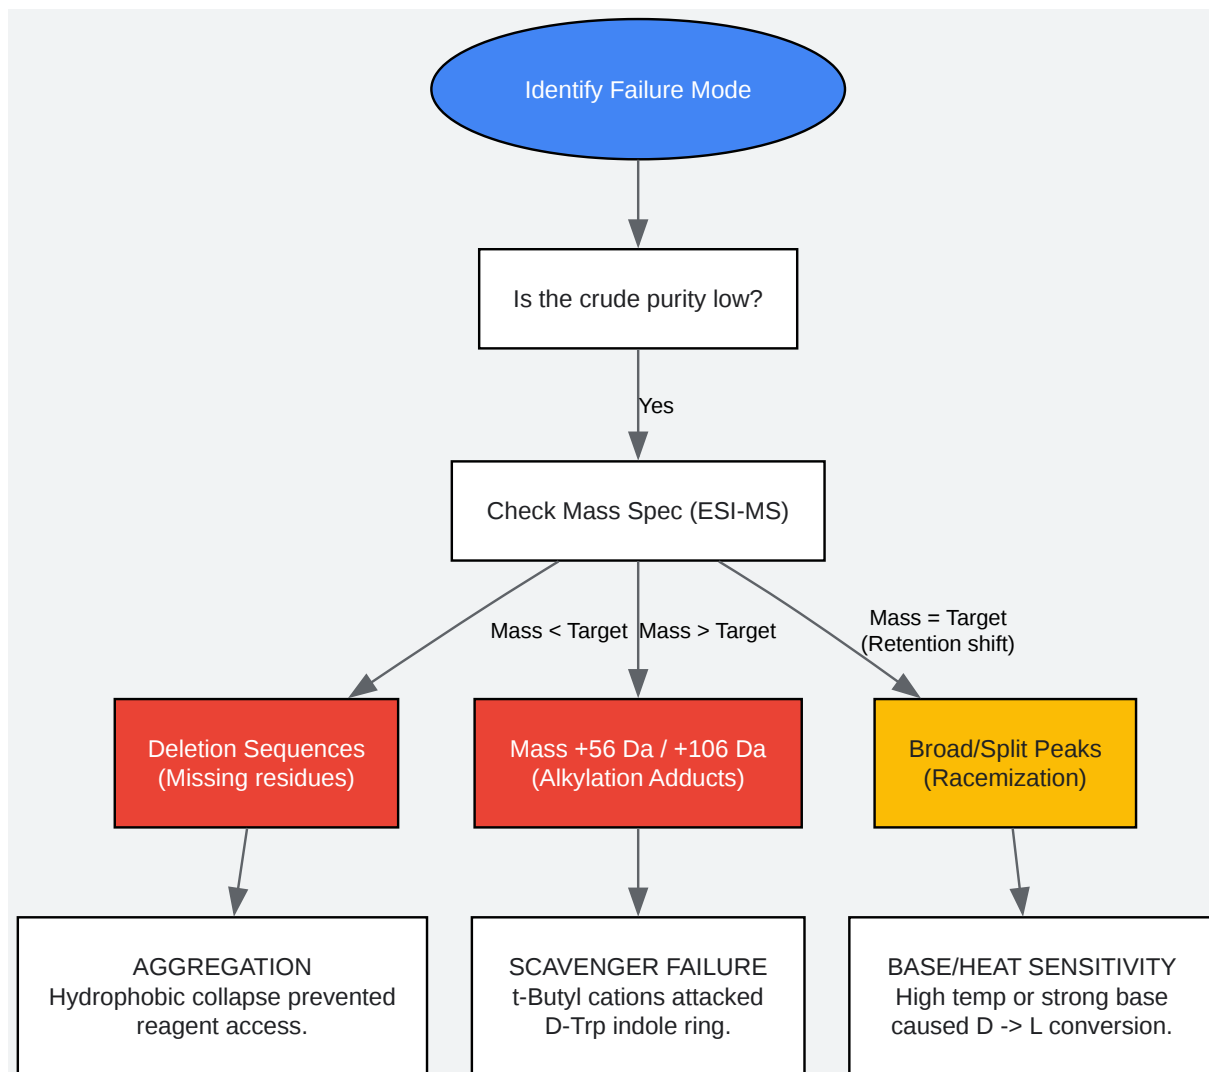 Identify Failure Mode
Is the crude purity low?
Yes
Check Mass Spec (ESI-MS)
Mass < Target
Mass > Target
Mass = Target
(Retention shift)
Deletion Sequences
(Missing residues)
Mass +56 Da / +106 Da
(Alkylation Adducts)
Broad/Split Peaks
(Racemization)
AGGREGATION
Hydrophobic collapse prevented
reagent access.
SCAVENGER FAILURE
t-Butyl cations attacked
D-Trp indole ring.
BASE/HEAT SENSITIVITY
High temp or strong base
caused D -> L conversion.